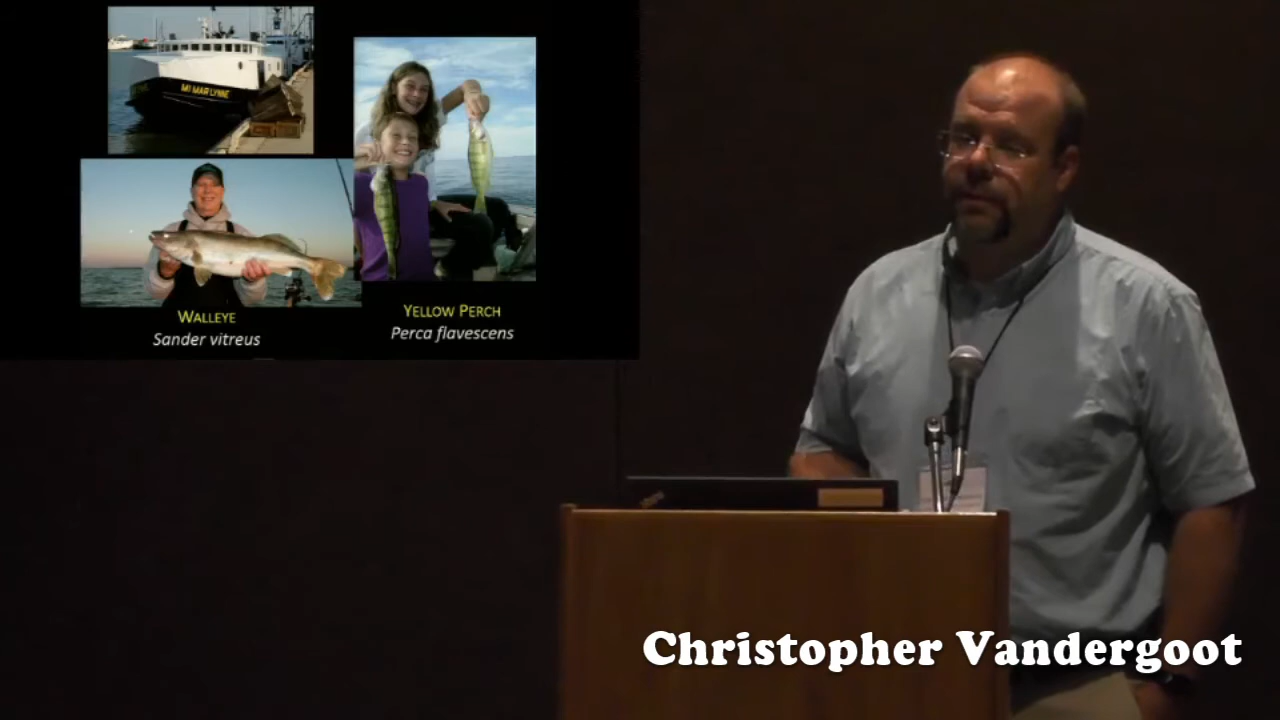 MI MAR LYNNE
WALLEYE
Sander vitreus
YELLOW PERCH
Perca flavescens
Christopher Vandergoot